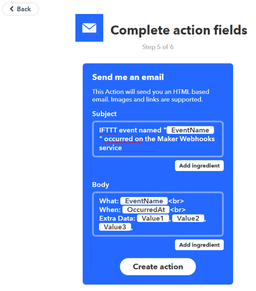 Back
Complete action fields
Step 5 of 6
Send me an email
This Action will send you an HTML based
email. Images and links are supported.
Subject
IFTTT event named " EventName
" occurred on the Maker Webhooks
service
Add ingredient
Body
What: EventName <br>
When: OccurredAt <br>
Extra Data: Value1 , Value2 ,
Value3 .
Add ingredient
Create action